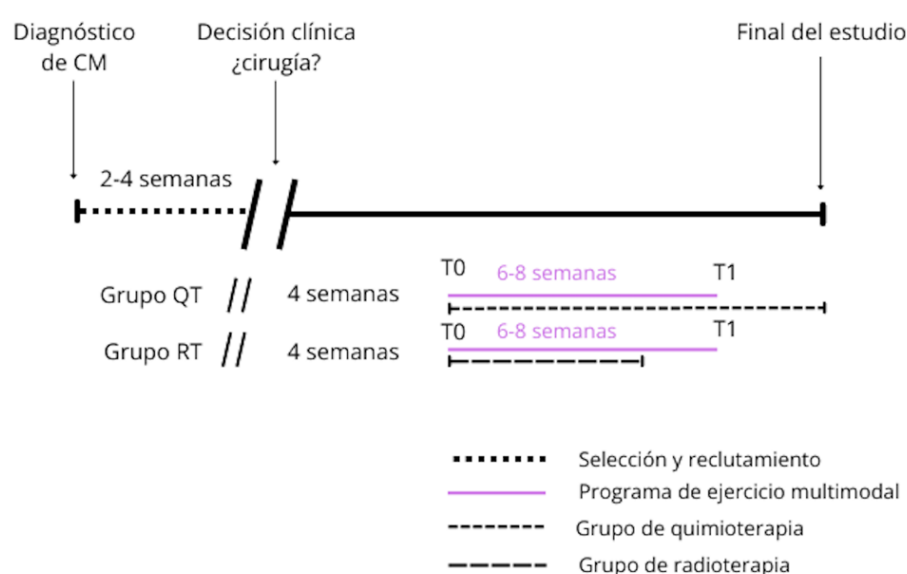 Diagnóstico
de CM
Decisión clínica
¿cirugía?
Final del estudio
2-4 semanas
T0
6-8 semanas
T1
Grupo QT
4 semanas
T0
6-8 semanas
T1
Grupo RT
4 semanas
Selección y reclutamiento
Programa de ejercicio multimodal
Grupo de quimioterapia
Grupo de radioterapia